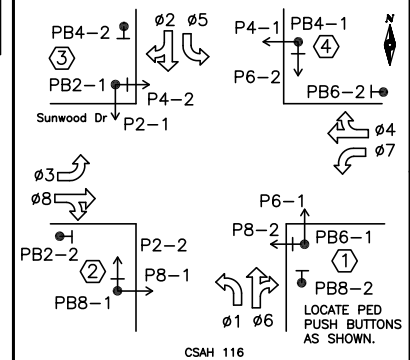 ø2 ø5
PB4-2
3
PB2-1
P4-2
Sunwood Dr
P2-1
N
P4-1
PB4-1
4
P6-2
PB6-2
ø4
ø7
ø3
ø8
PB2-2
P2-2
2
P8-1
PB8-1
P6-1
P8-2
PB6-1
1
PB8-2
ø1 ø6
LOCATE PED
PUSH BUTTONS
AS SHOWN.
CSAH 116